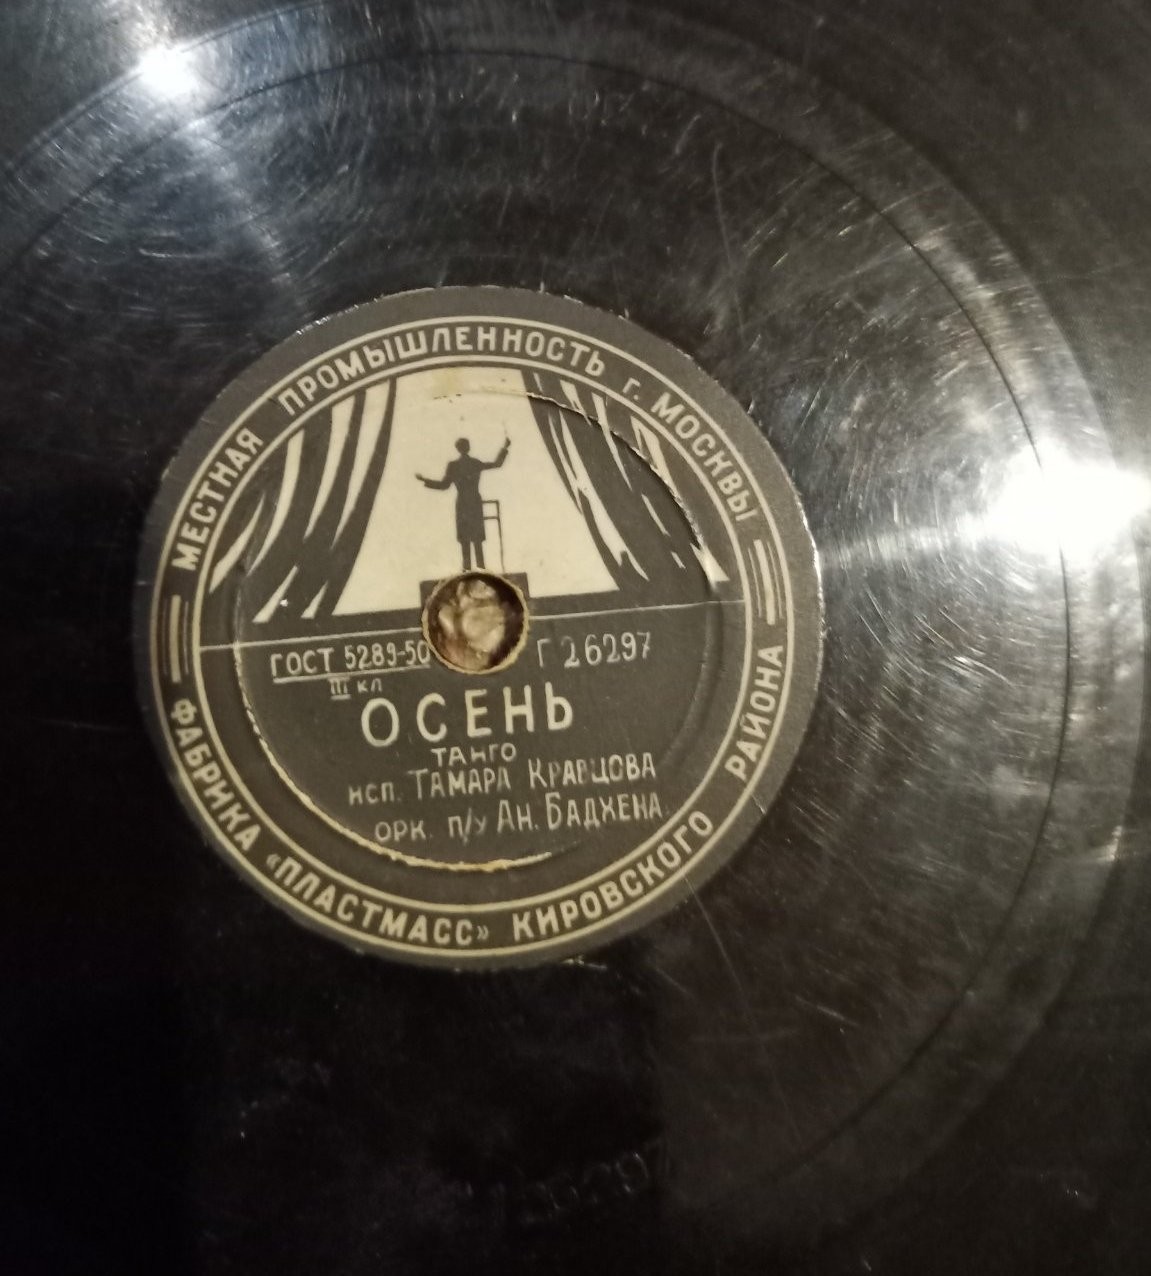 МЕСТНАЯ ПРОМЫШЛЕННОСТЬ г. МОСКВЫ
ГОСТ 5289-50 Г 26297
III КЛ
ОСЕНЬ
ТАНГО
исп. ТАМАРА КРАВЦОВА
ОРК. П/У АН. БАДХЕНА.
ФАБРИКА «ПЛАСТМАСС» КИРОВСКОГО РАЙОНА